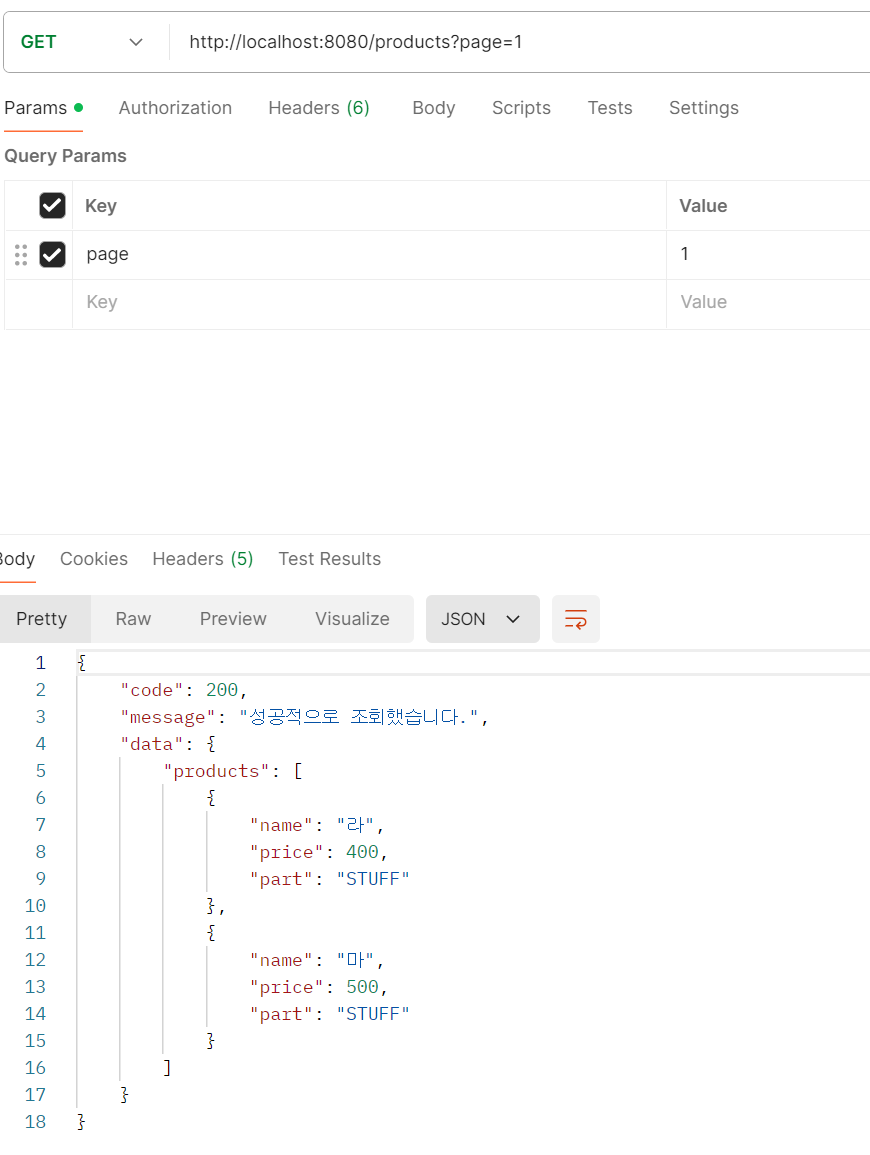 GET http://localhost:8080/products?page=1
Params Authorization Headers (6) Body Scripts Tests Settings
Query Params
Key Value
page 1
Key Value
Body Cookies Headers (5) Test Results
Pretty Raw Preview Visualize JSON
1 {
2 "code": 200,
3 "message": "성공적으로 조회했습니다.",
4 "data": {
5 "products": [
6 {
7 "name": "라",
8 "price": 400,
9 "part": "STUFF"
10 },
11 {
12 "name": "마",
13 "price": 500,
14 "part": "STUFF"
15 }
16 ]
17 }
18 }